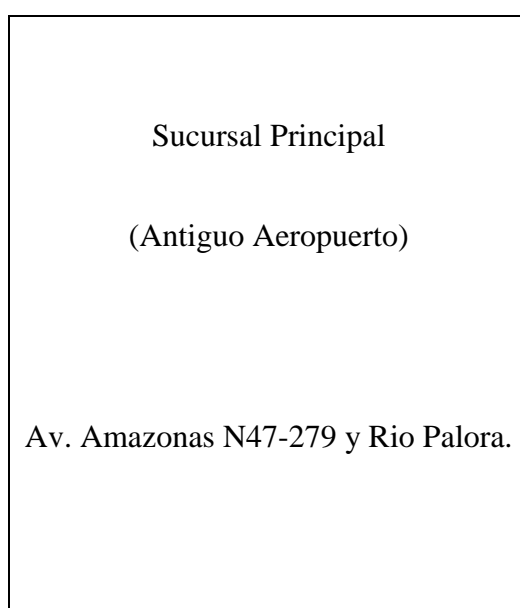 Sucursal Principal
(Antiguo Aeropuerto)
Av. Amazonas N47-279 y Rio Palora.